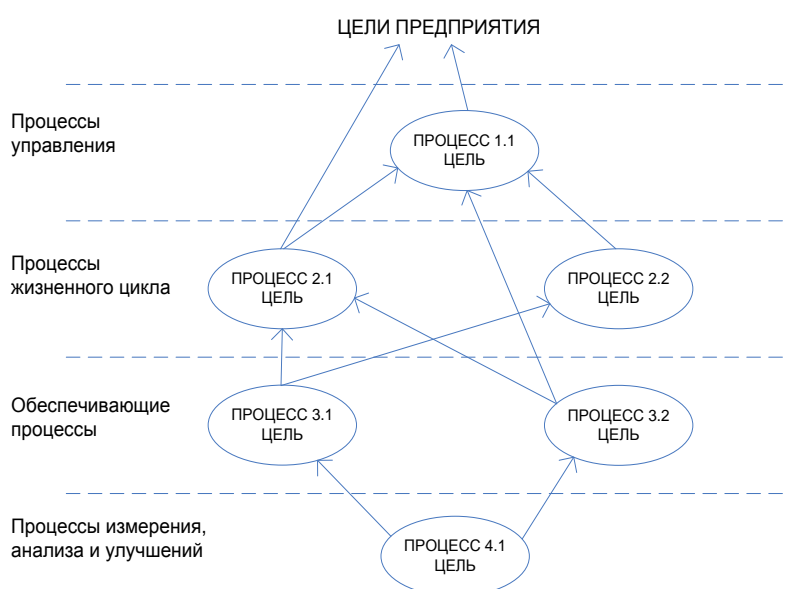 ЦЕЛИ ПРЕДПРИЯТИЯ
Процессы
управления
ПРОЦЕСС 1.1
ЦЕЛЬ
Процессы
жизненного цикла
ПРОЦЕСС 2.1
ЦЕЛЬ
ПРОЦЕСС 2.2
ЦЕЛЬ
Обеспечивающие
процессы
ПРОЦЕСС 3.1
ЦЕЛЬ
ПРОЦЕСС 3.2
ЦЕЛЬ
Процессы измерения,
анализа и улучшений
ПРОЦЕСС 4.1
ЦЕЛЬ